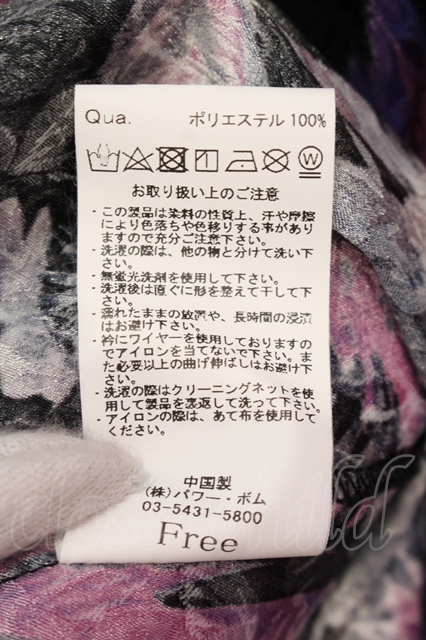 Qua. ポリエステル 100%
W
お取り扱い上のご注意
・この製品は染料の性質上、汗や摩擦
により色落ちや色移りする事があり
ますので充分ご注意下さい。
・洗濯の際は、他の物と分けて洗い下
さい。
・無蛍光洗剤を使用して下さい。
・洗濯後は直ぐに形を整えて干して下
さい。
・濡れたままの放置や、長時間の浸漬
はお避け下さい。
・衿にワイヤーを使用しておりますの
でアイロンを当てないで下さい。ま
た必要以上の曲げ伸ばしはお避け下
さい。
・洗濯の際はクリーニングネットを使
用して製品を裏返して洗って下さい。
・アイロンの際は、あて布を使用して
ください。
中国製
(株)パワー・ボム
03-5431-5800
Free